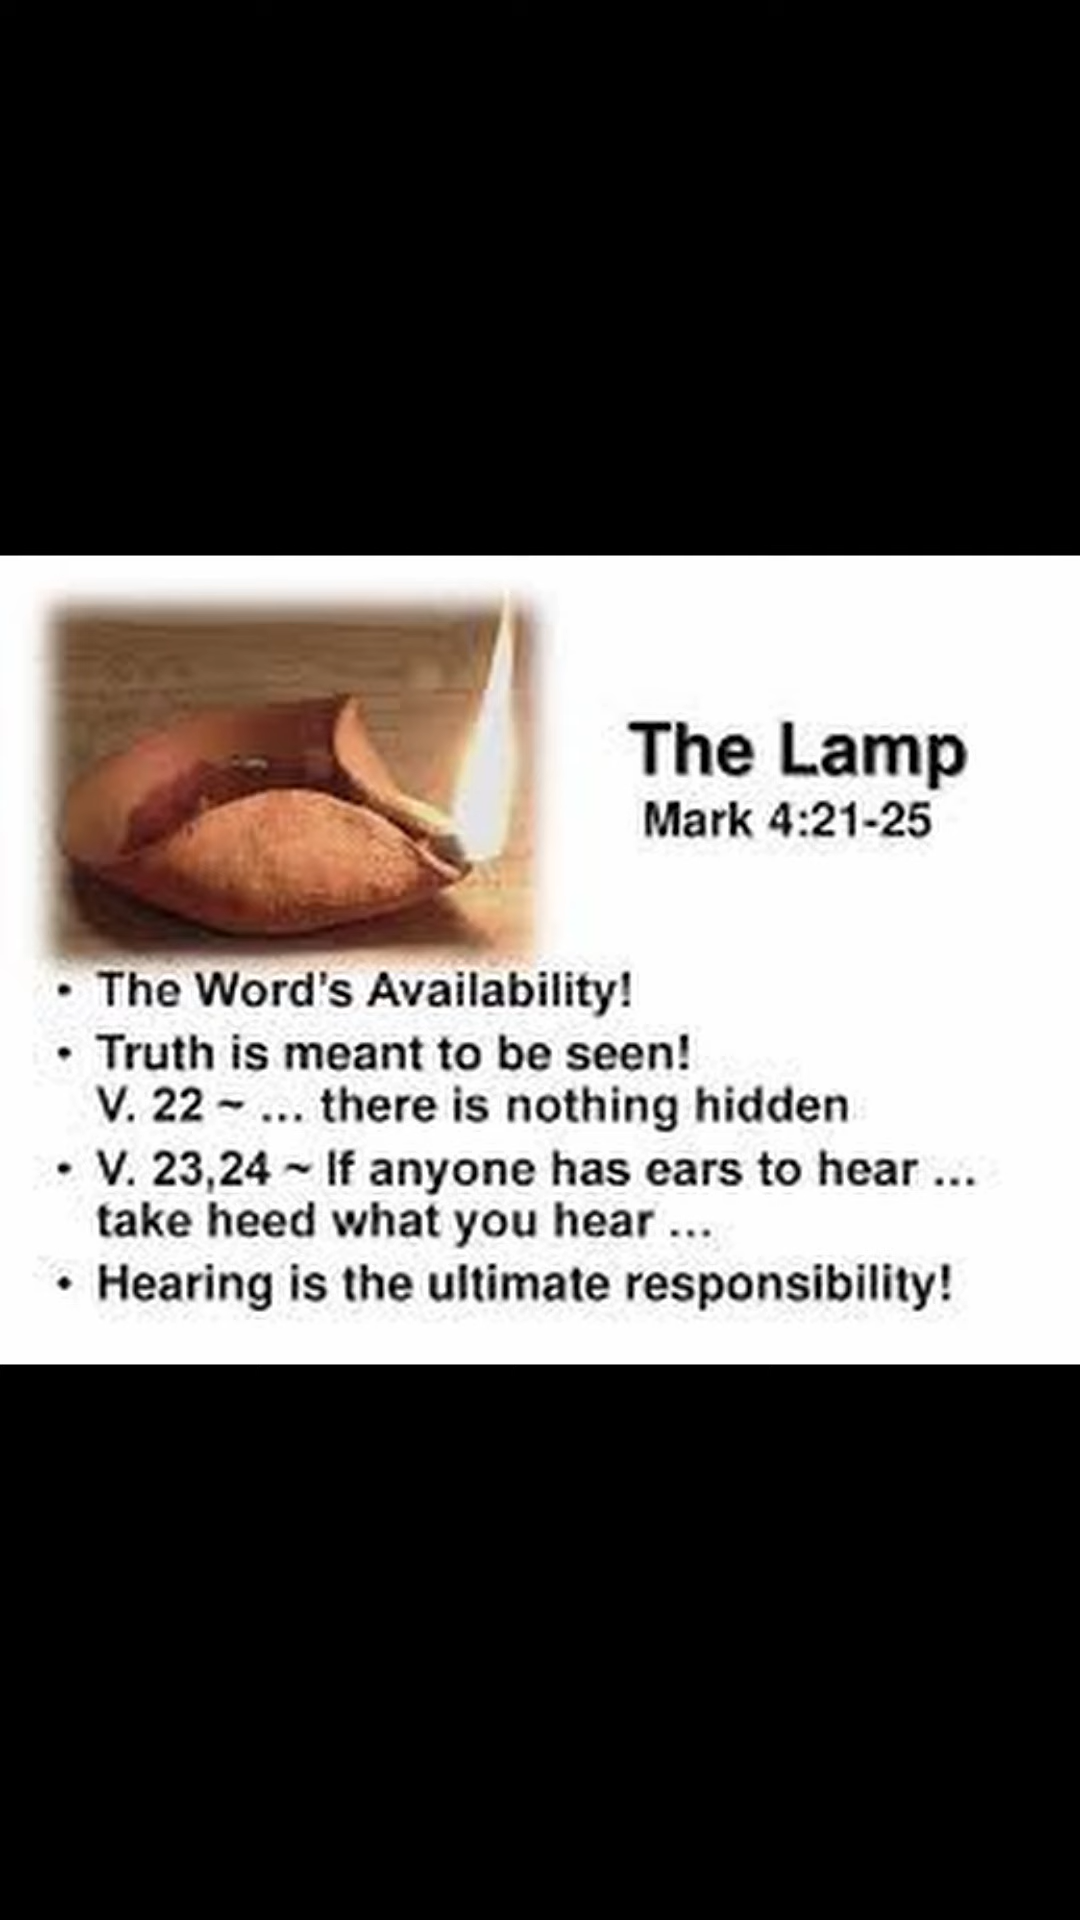 The Lamp
Mark 4:21-25
• The Word's Availability!
• Truth is meant to be seen!
V. 22 ~ ... there is nothing hidden
• V. 23,24 ~ If anyone has ears to hear ...
take heed what you hear ...
• Hearing is the ultimate responsibility!